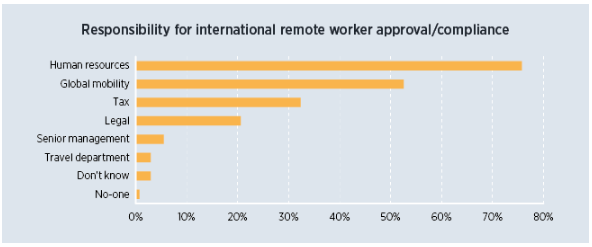 Responsibility for international remote worker approval/compliance
Human resources
Global mobility
Tax
Legal
Senior management
Travel department
Don't know
No-one
0% 10% 20% 30% 40% 50% 60% 70% 80%